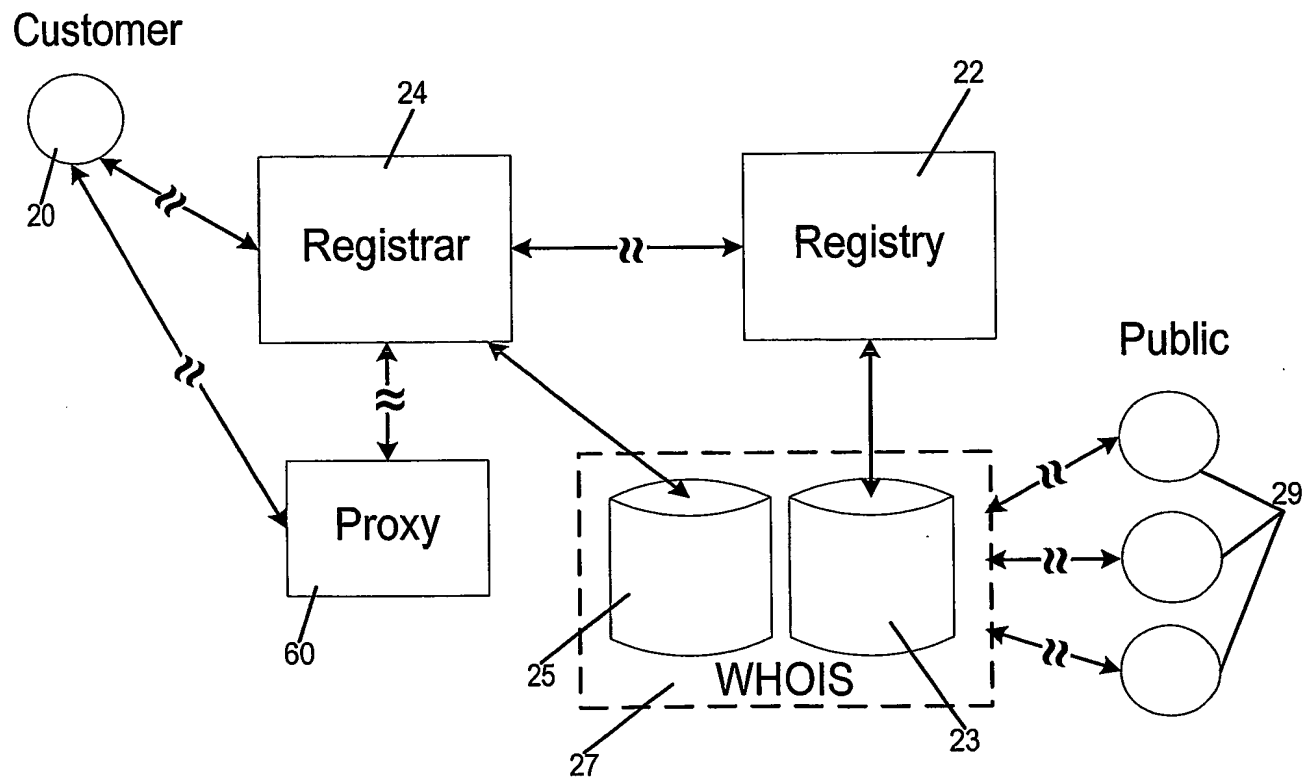 Customer
24
22
20
Registrar
Registry
Public
Proxy
29
60
25
WHOIS
27
23